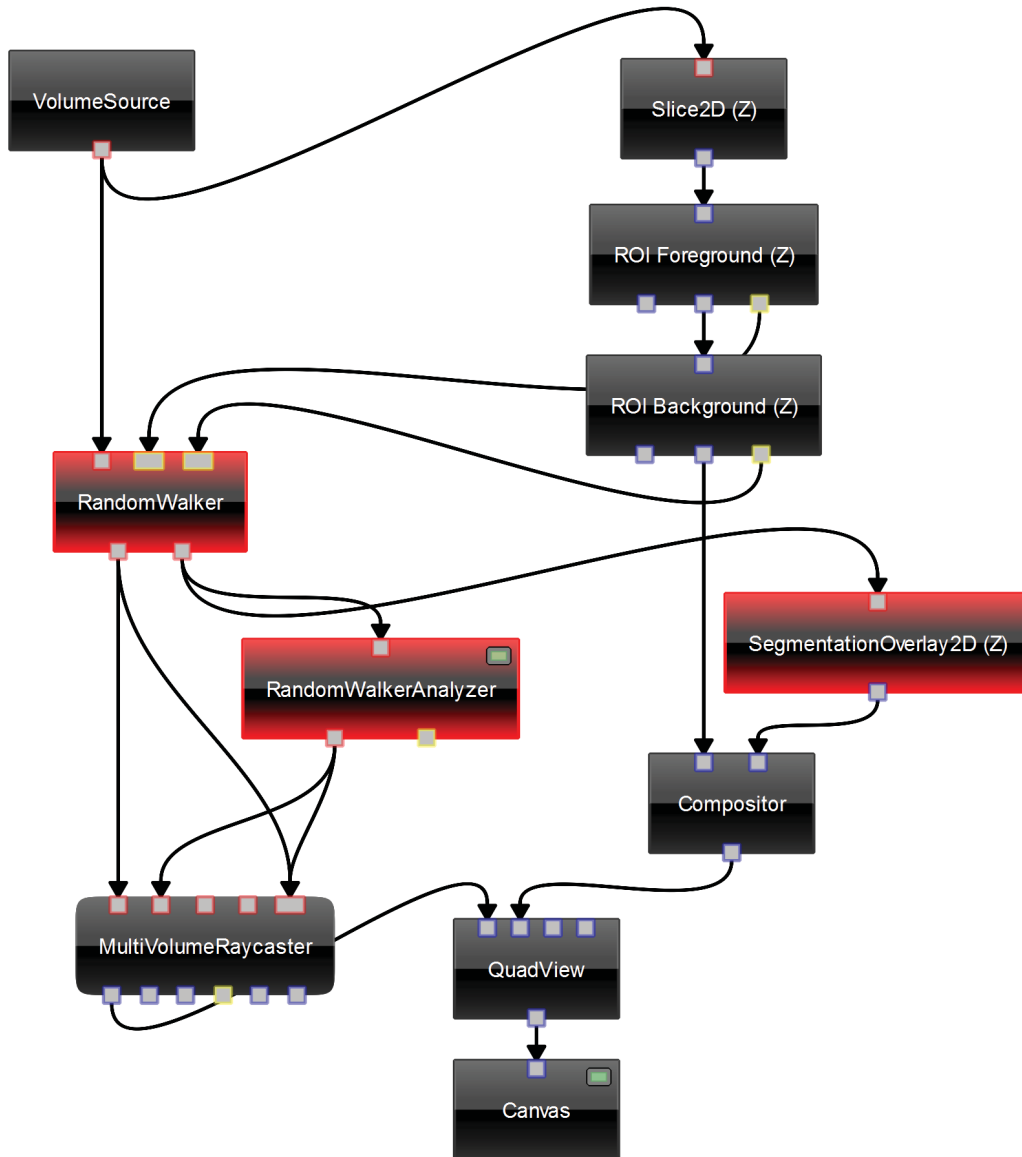 VolumeSource
Slice2D (Z)
ROI Foreground (Z)
ROI Background (Z)
RandomWalker
SegmentationOverlay2D (Z)
RandomWalkerAnalyzer
Compositor
MultiVolumeRaycaster
QuadView
Canvas